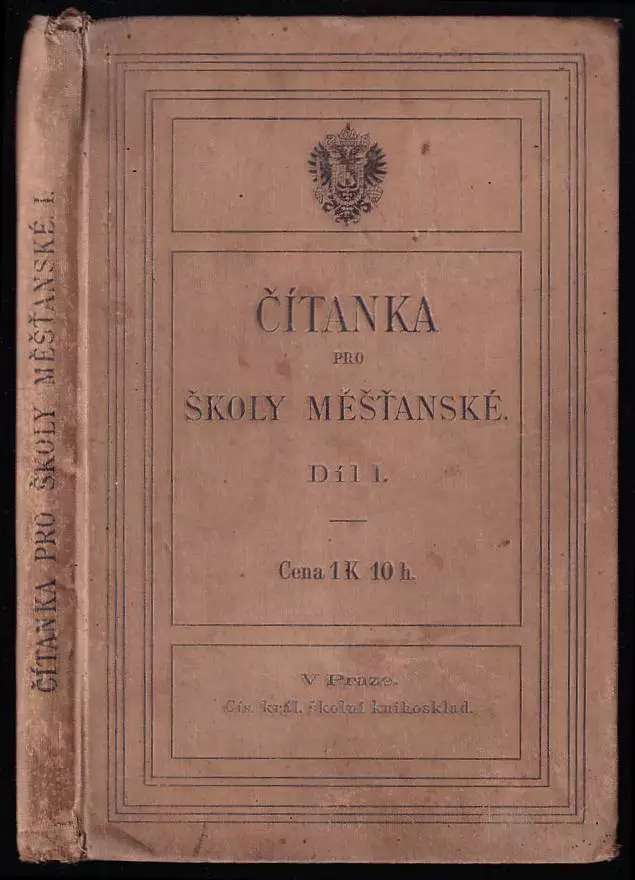 ČÍTANKA PRO ŠKOLY MĚŠŤANSKÉ. I.
ČÍTANKA
PRO
ŠKOLY MĚŠŤANSKÉ.
Díl I.
Cena 1 K 10 h.
V Praze.
Cís. král. školní knihosklad.